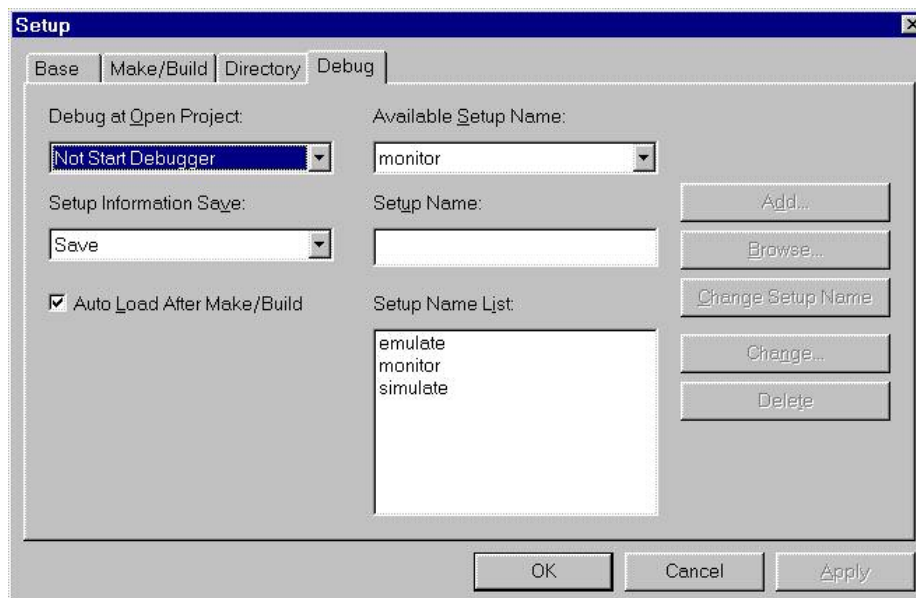 Setup
Base Make/Build Directory Debug
Debug at Open Project:
Not Start Debugger
Setup Information Save:
Save
Auto Load After Make/Build
Available Setup Name:
monitor
Setup Name:
Setup Name List:
emulate
monitor
simulate
Add...
Browse...
Change Setup Name
Change...
Delete
OK Cancel Apply